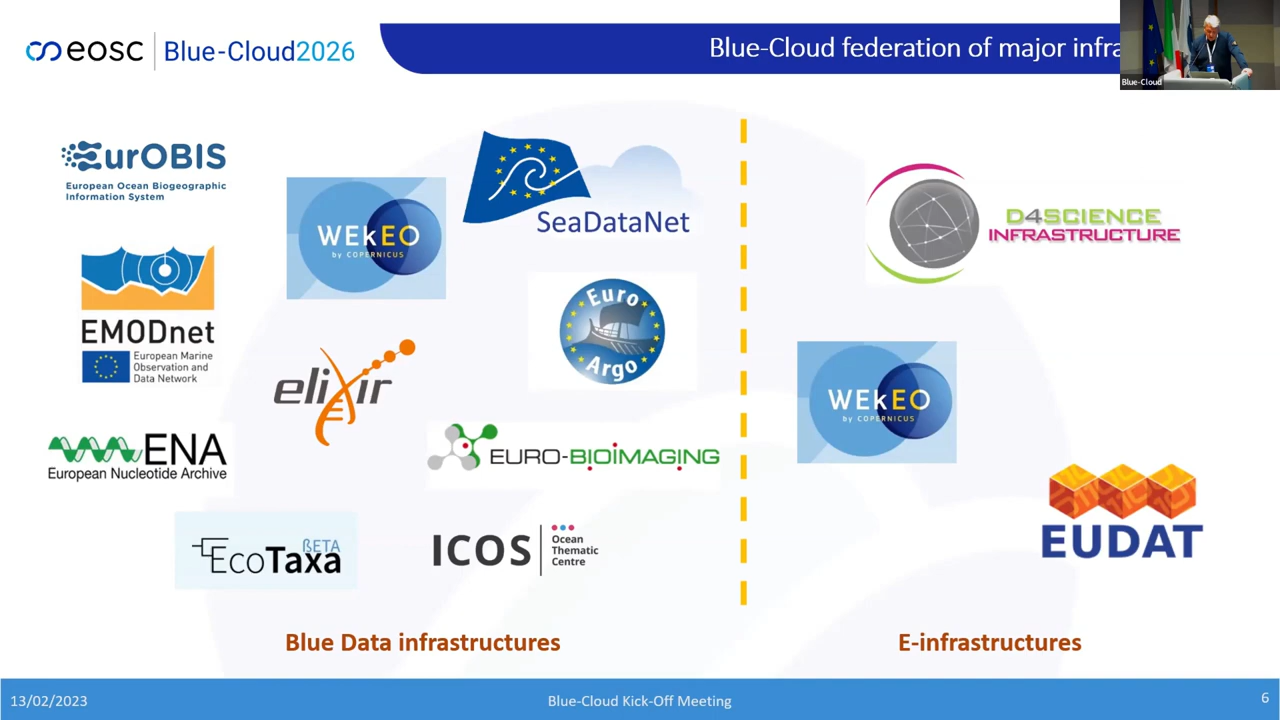 eosc
Blue-Cloud2026
Blue-Cloud federation of major infra
Blue-Cloud
EurOBIS
European Ocean Biogeographic
Information System
WEkEO
by COPERNICUS
SeaDataNet
D4SCIENCE
INFRASTRUCTURE
EMODnet
European Marine
Observation and
Data Network
Euro
Argo
elixir
WEkEO
by COPERNICUS
ENA
European Nucleotide Archive
EURO-BIOIMAGING
EUDAT
ßETA
EcoTaxa
ICOS
Ocean
Thematic
Centre
Blue Data infrastructures
E-infrastructures
13/02/2023
Blue-Cloud Kick-Off Meeting
6